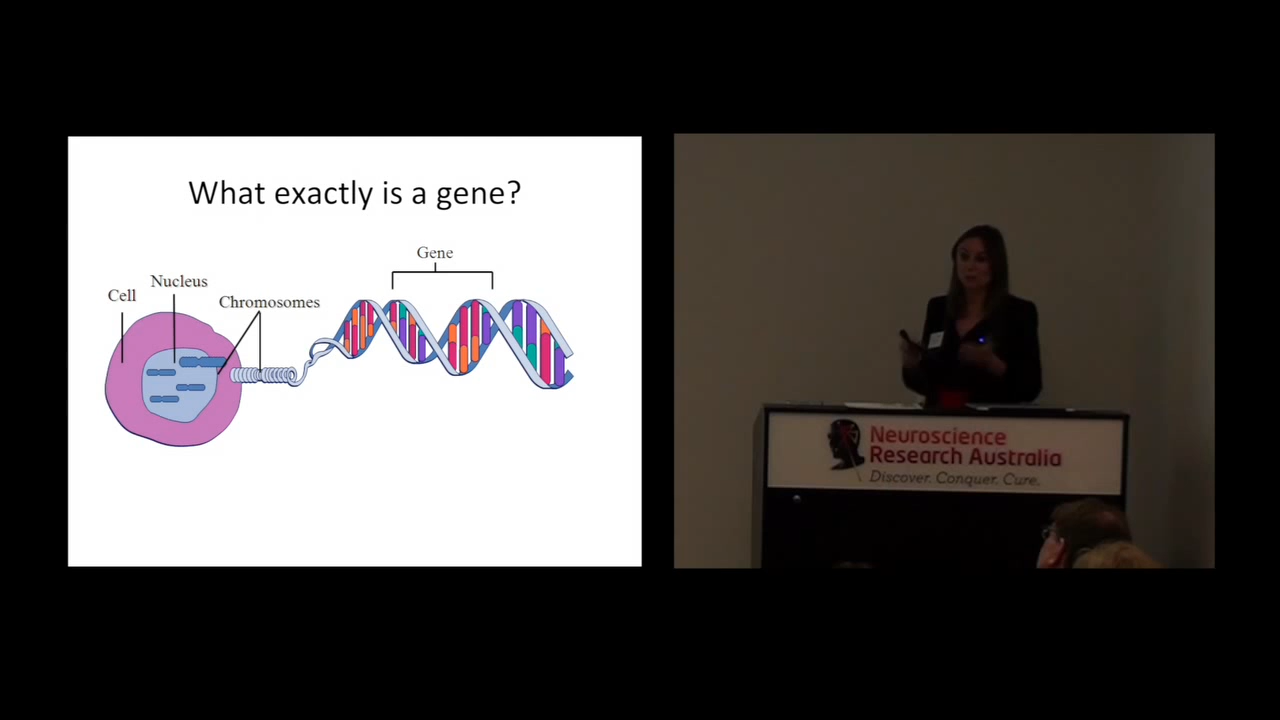 What exactly is a gene?
Gene
Nucleus
Cell
Chromosomes
Neuroscience
Research Australia
Discover. Conquer. Cure.